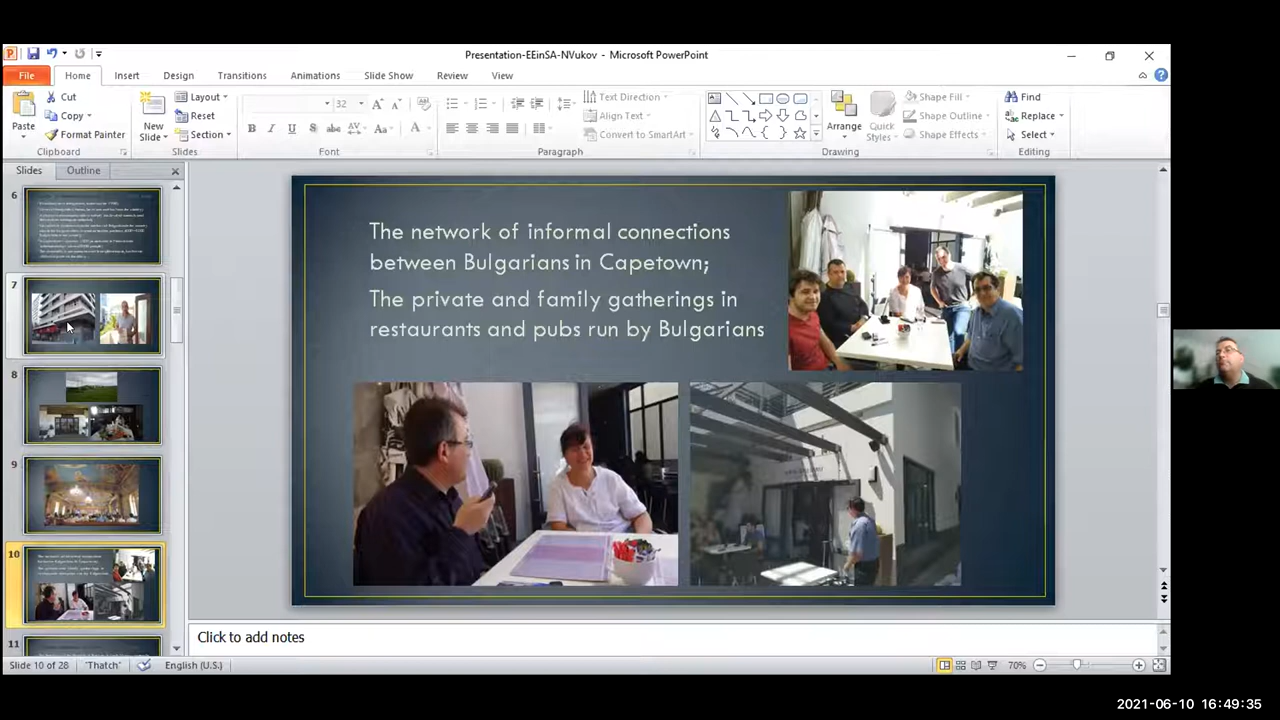 Presentation-EEinSA-NVukov - Microsoft PowerPoint
File Home Insert Design Transitions Animations Slide Show Review View
Paste
Cut
Copy
Format Painter
Clipboard
New
Slide
Layout
Reset
Section
Slides
32
B I U S abc AV Aa A
Font
Text Direction
Align Text
Convert to SmartArt
Paragraph
Arrange
Quick
Styles
Shape Fill
Shape Outline
Shape Effects
Drawing
Find
Replace
Select
Editing
Slides Outline
6
7
8
9
10
11
The network of informal connections
between Bulgarians in Capetown;
The private and family gatherings in
restaurants and pubs run by Bulgarians
Click to add notes
Slide 10 of 28 "Thatch" English (U.S.) 70%
2021-06-10 16:49:35